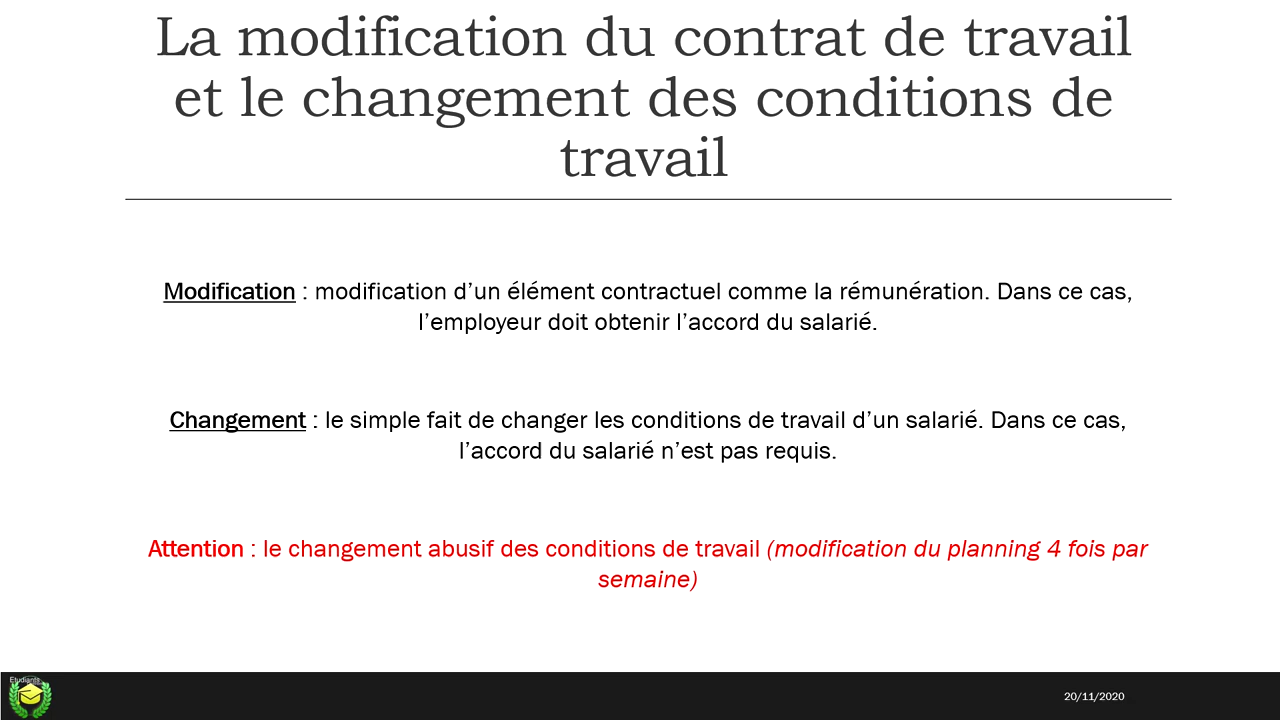 La modification du contrat de travail
et le changement des conditions de
travail
Modification : modification d’un élément contractuel comme la rémunération. Dans ce cas,
l’employeur doit obtenir l’accord du salarié.
Changement : le simple fait de changer les conditions de travail d’un salarié. Dans ce cas,
l’accord du salarié n’est pas requis.
Attention : le changement abusif des conditions de travail (modification du planning 4 fois par
semaine)
Etudiants
20/11/2020